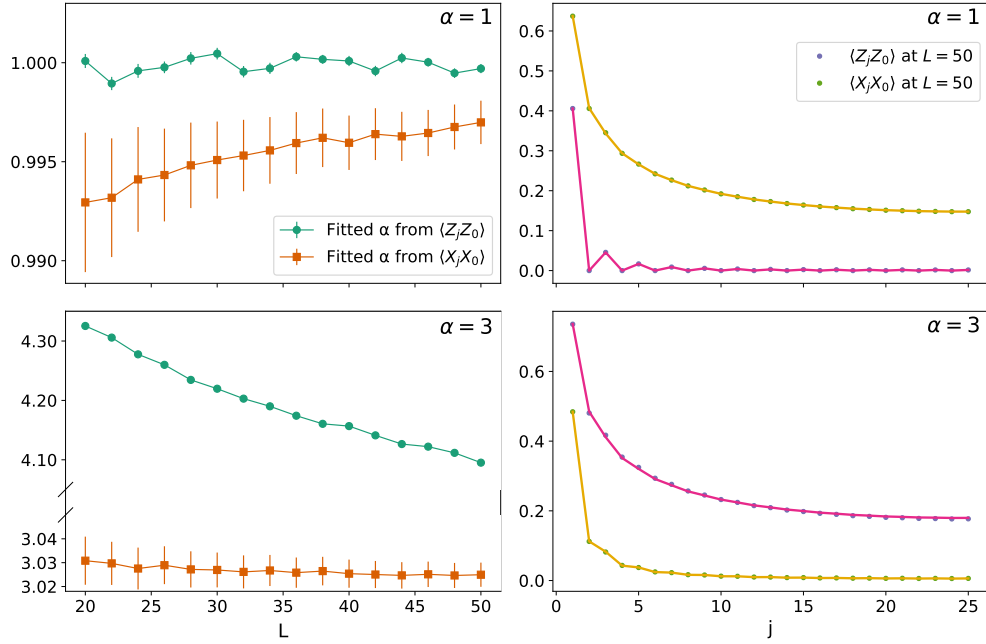 α = 1
1.000
0.995
0.990
Fitted α from ⟨Z_jZ_0⟩
Fitted α from ⟨X_jX_0⟩
α = 1
0.6
0.5
0.4
0.3
0.2
0.1
0.0
⟨Z_jZ_0⟩ at L = 50
⟨X_jX_0⟩ at L = 50
α = 3
4.30
4.20
4.10
3.04
3.03
3.02
20 25 30 35 40 45 50
L
α = 3
0.6
0.4
0.2
0.0
0 5 10 15 20 25
j